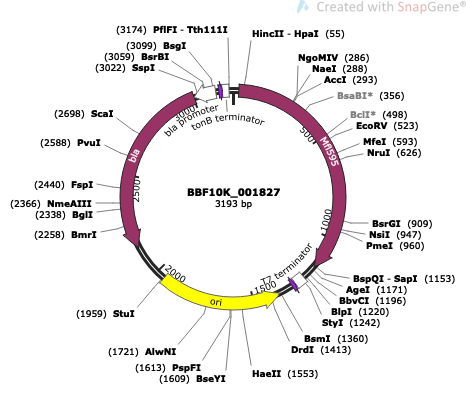 Created with SnapGene®
(3174) PflFI - Tth111I
(3099) BsgI
(3059) BsrBI
(3022) SspI
HincII - HpaI (55)
NgoMIV (286)
NaeI (288)
AccI (293)
BsaBI* (356)
BclI* (498)
EcoRV (523)
MfeI (593)
NruI (626)
(2698) ScaI
(2588) PvuI
(2440) FspI
(2366) NmeAIII
(2338) BglI
(2258) BmrI
BsrGI (909)
NsiI (947)
PmeI (960)
BspQI - SapI (1153)
AgeI (1171)
BbvCI (1196)
BlpI (1220)
StyI (1242)
BsmI (1360)
DrdI (1413)
HaeII (1553)
(1609) BseYI
(1613) PspFI
(1721) AlwNI
(1959) StuI
bla promoter
tonB terminator
bla
Mfl595
T7 terminator
ori
500
1000
1500
2000
2500
3000
BBF10K_001827
3193 bp